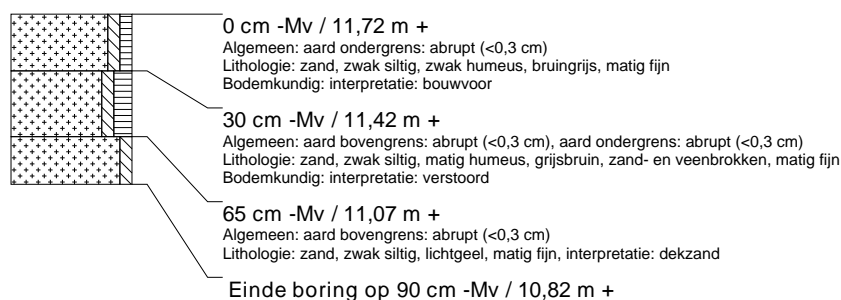 0 cm -Mv / 11,72 m +
Algemeen: aard ondergrens: abrupt (<0,3 cm)
Lithologie: zand, zwak siltig, zwak humeus, bruingrijs, matig fijn
Bodemkundig: interpretatie: bouwvoor
30 cm -Mv / 11,42 m +
Algemeen: aard bovengrens: abrupt (<0,3 cm), aard ondergrens: abrupt (<0,3 cm)
Lithologie: zand, zwak siltig, matig humeus, grijsbruin, zand- en veenbrokken, matig fijn
Bodemkundig: interpretatie: verstoord
65 cm -Mv / 11,07 m +
Algemeen: aard bovengrens: abrupt (<0,3 cm)
Lithologie: zand, zwak siltig, lichtgeel, matig fijn, interpretatie: dekzand
Einde boring op 90 cm -Mv / 10,82 m +